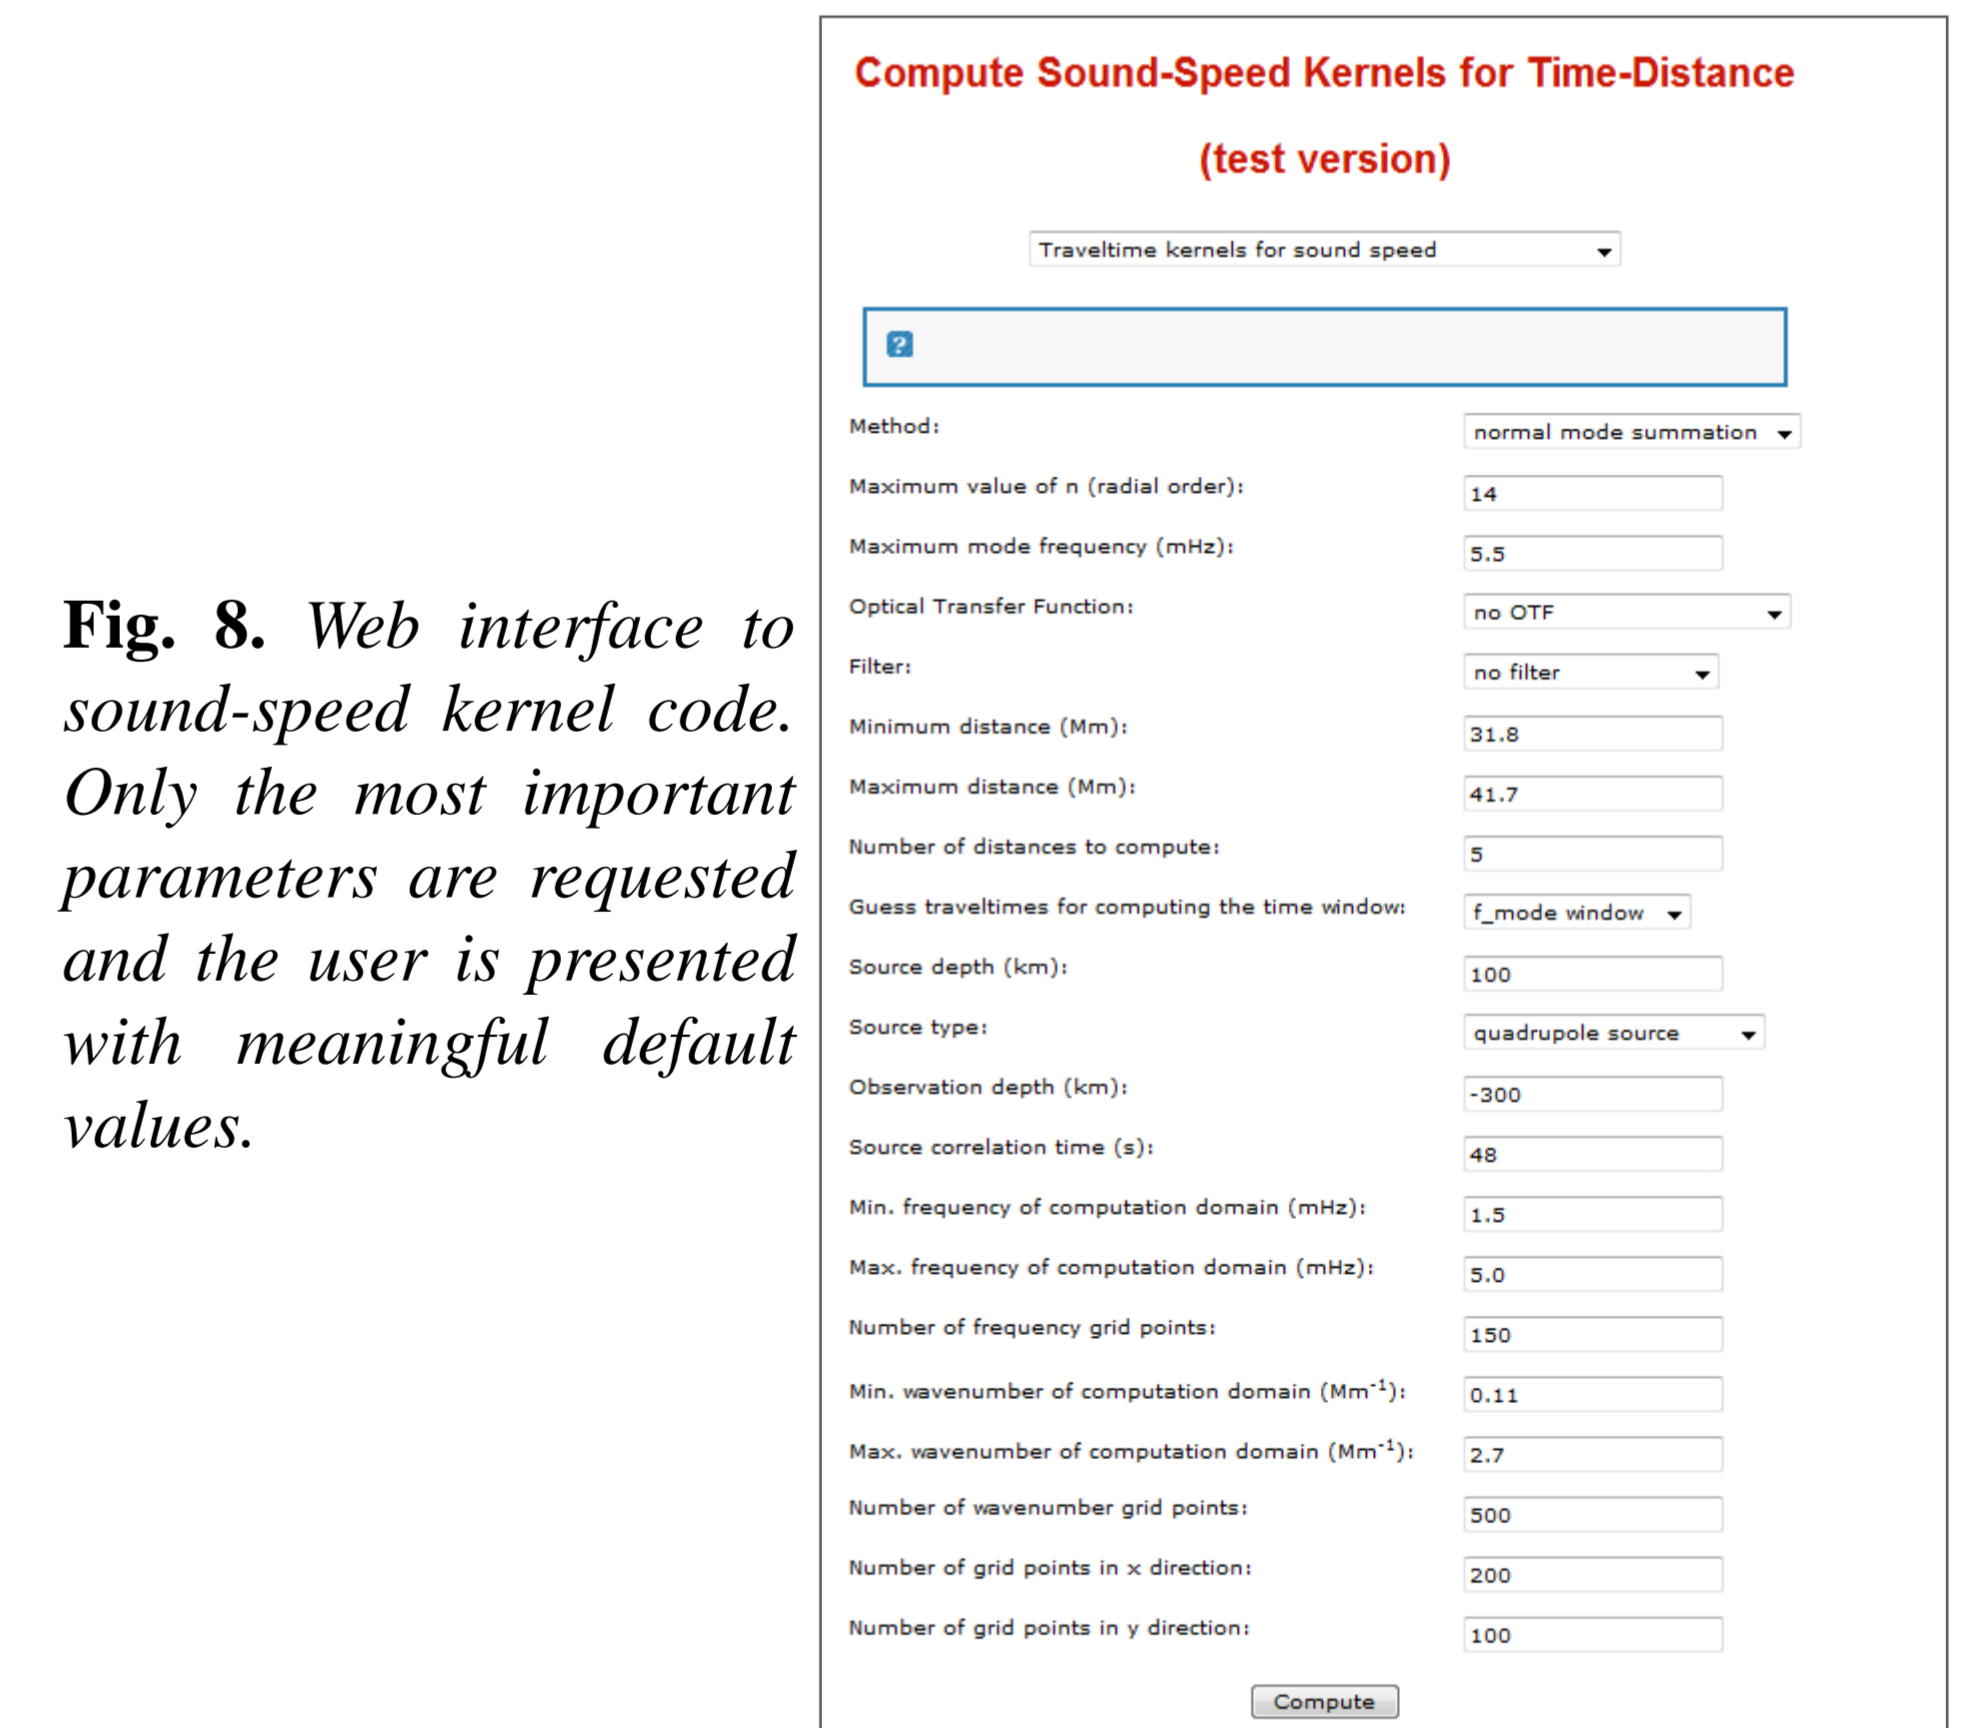 Fig. 8. Web interface to
sound-speed kernel code.
Only the most important
parameters are requested
and the user is presented
with meaningful default
values.
Compute Sound-Speed Kernels for Time-Distance
(test version)
Traveltime kernels for sound speed
?
Method: normal mode summation
Maximum value of n (radial order): 14
Maximum mode frequency (mHz): 5.5
Optical Transfer Function: no OTF
Filter: no filter
Minimum distance (Mm): 31.8
Maximum distance (Mm): 41.7
Number of distances to compute: 5
Guess traveltimes for computing the time window: f_mode window
Source depth (km): 100
Source type: quadrupole source
Observation depth (km): -300
Source correlation time (s): 48
Min. frequency of computation domain (mHz): 1.5
Max. frequency of computation domain (mHz): 5.0
Number of frequency grid points: 150
Min. wavenumber of computation domain (Mm⁻¹): 0.11
Max. wavenumber of computation domain (Mm⁻¹): 2.7
Number of wavenumber grid points: 500
Number of grid points in x direction: 200
Number of grid points in y direction: 100
Compute